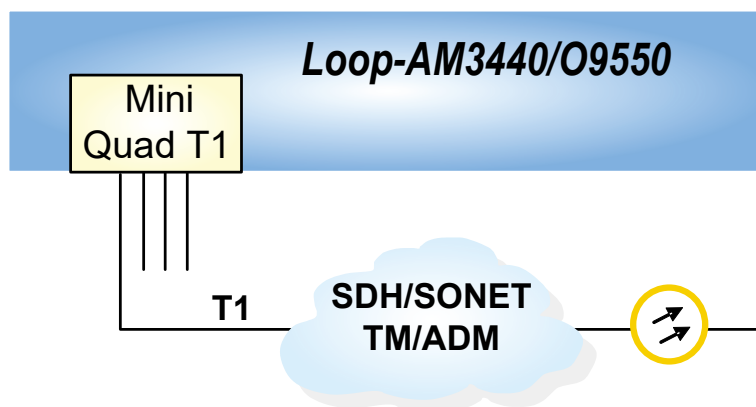 Loop-AM3440/O9550
Mini
Quad T1
T1
SDH/SONET
TM/ADM